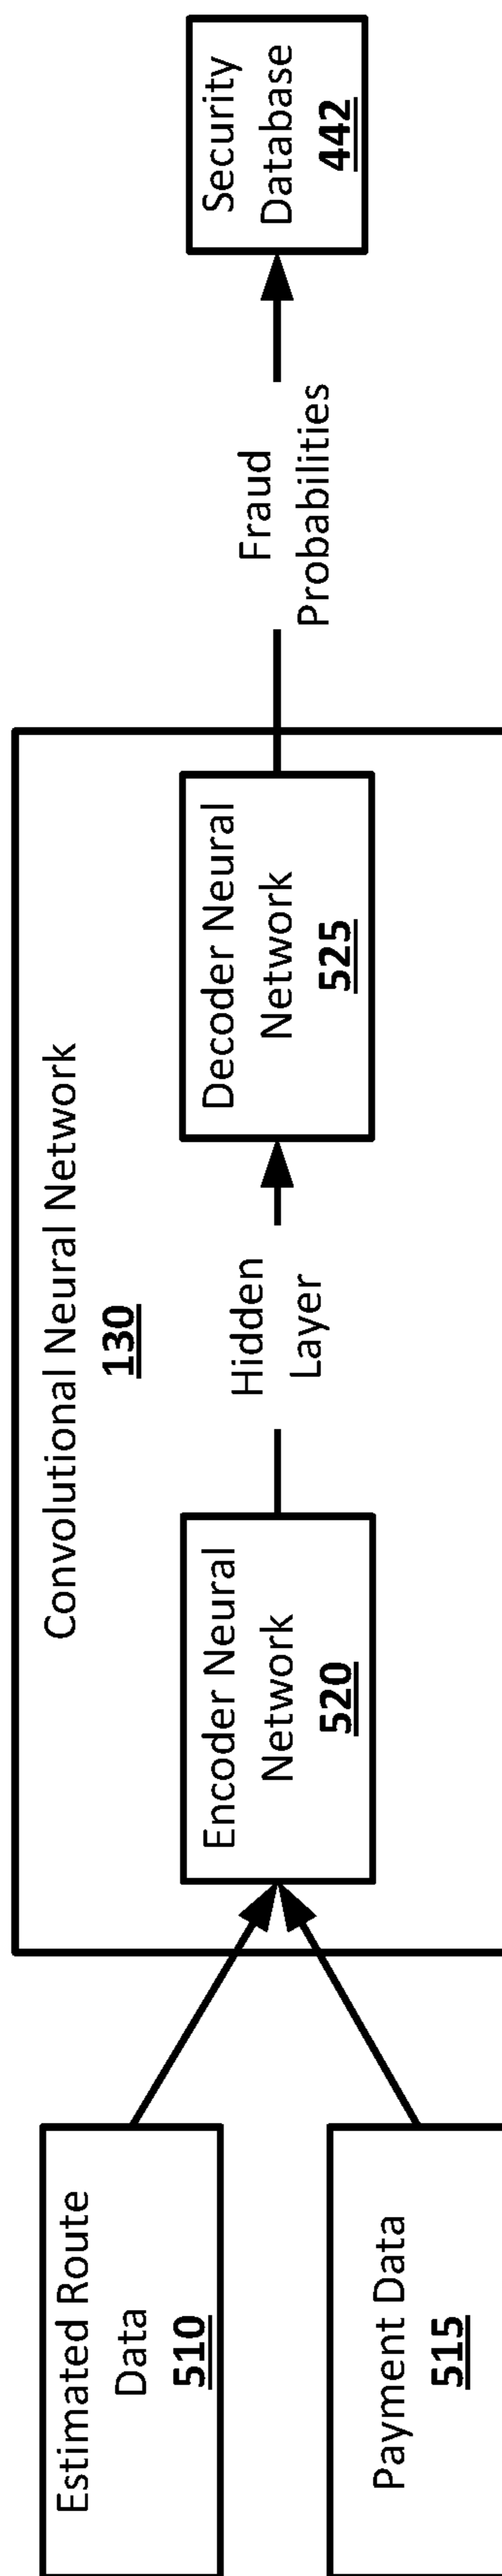 Estimated Route
Data
510
Payment Data
515
Convolutional Neural Network
130
Encoder Neural
Network
520
Hidden
Layer
Decoder Neural
Network
525
Fraud
Probabilities
Security
Database
442